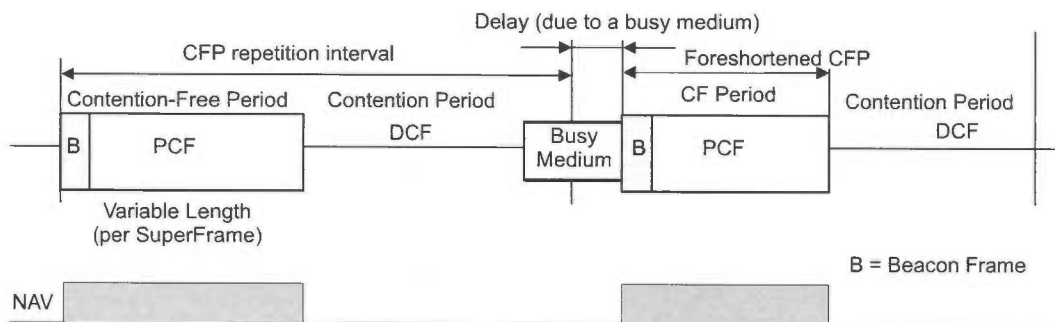 Delay (due to a busy medium)
CFP repetition interval
Foreshortened CFP
Contention-Free Period
Contention Period
CF Period
Contention Period
B
PCF
DCF
Busy
Medium
B
PCF
DCF
Variable Length
(per SuperFrame)
B = Beacon Frame
NAV